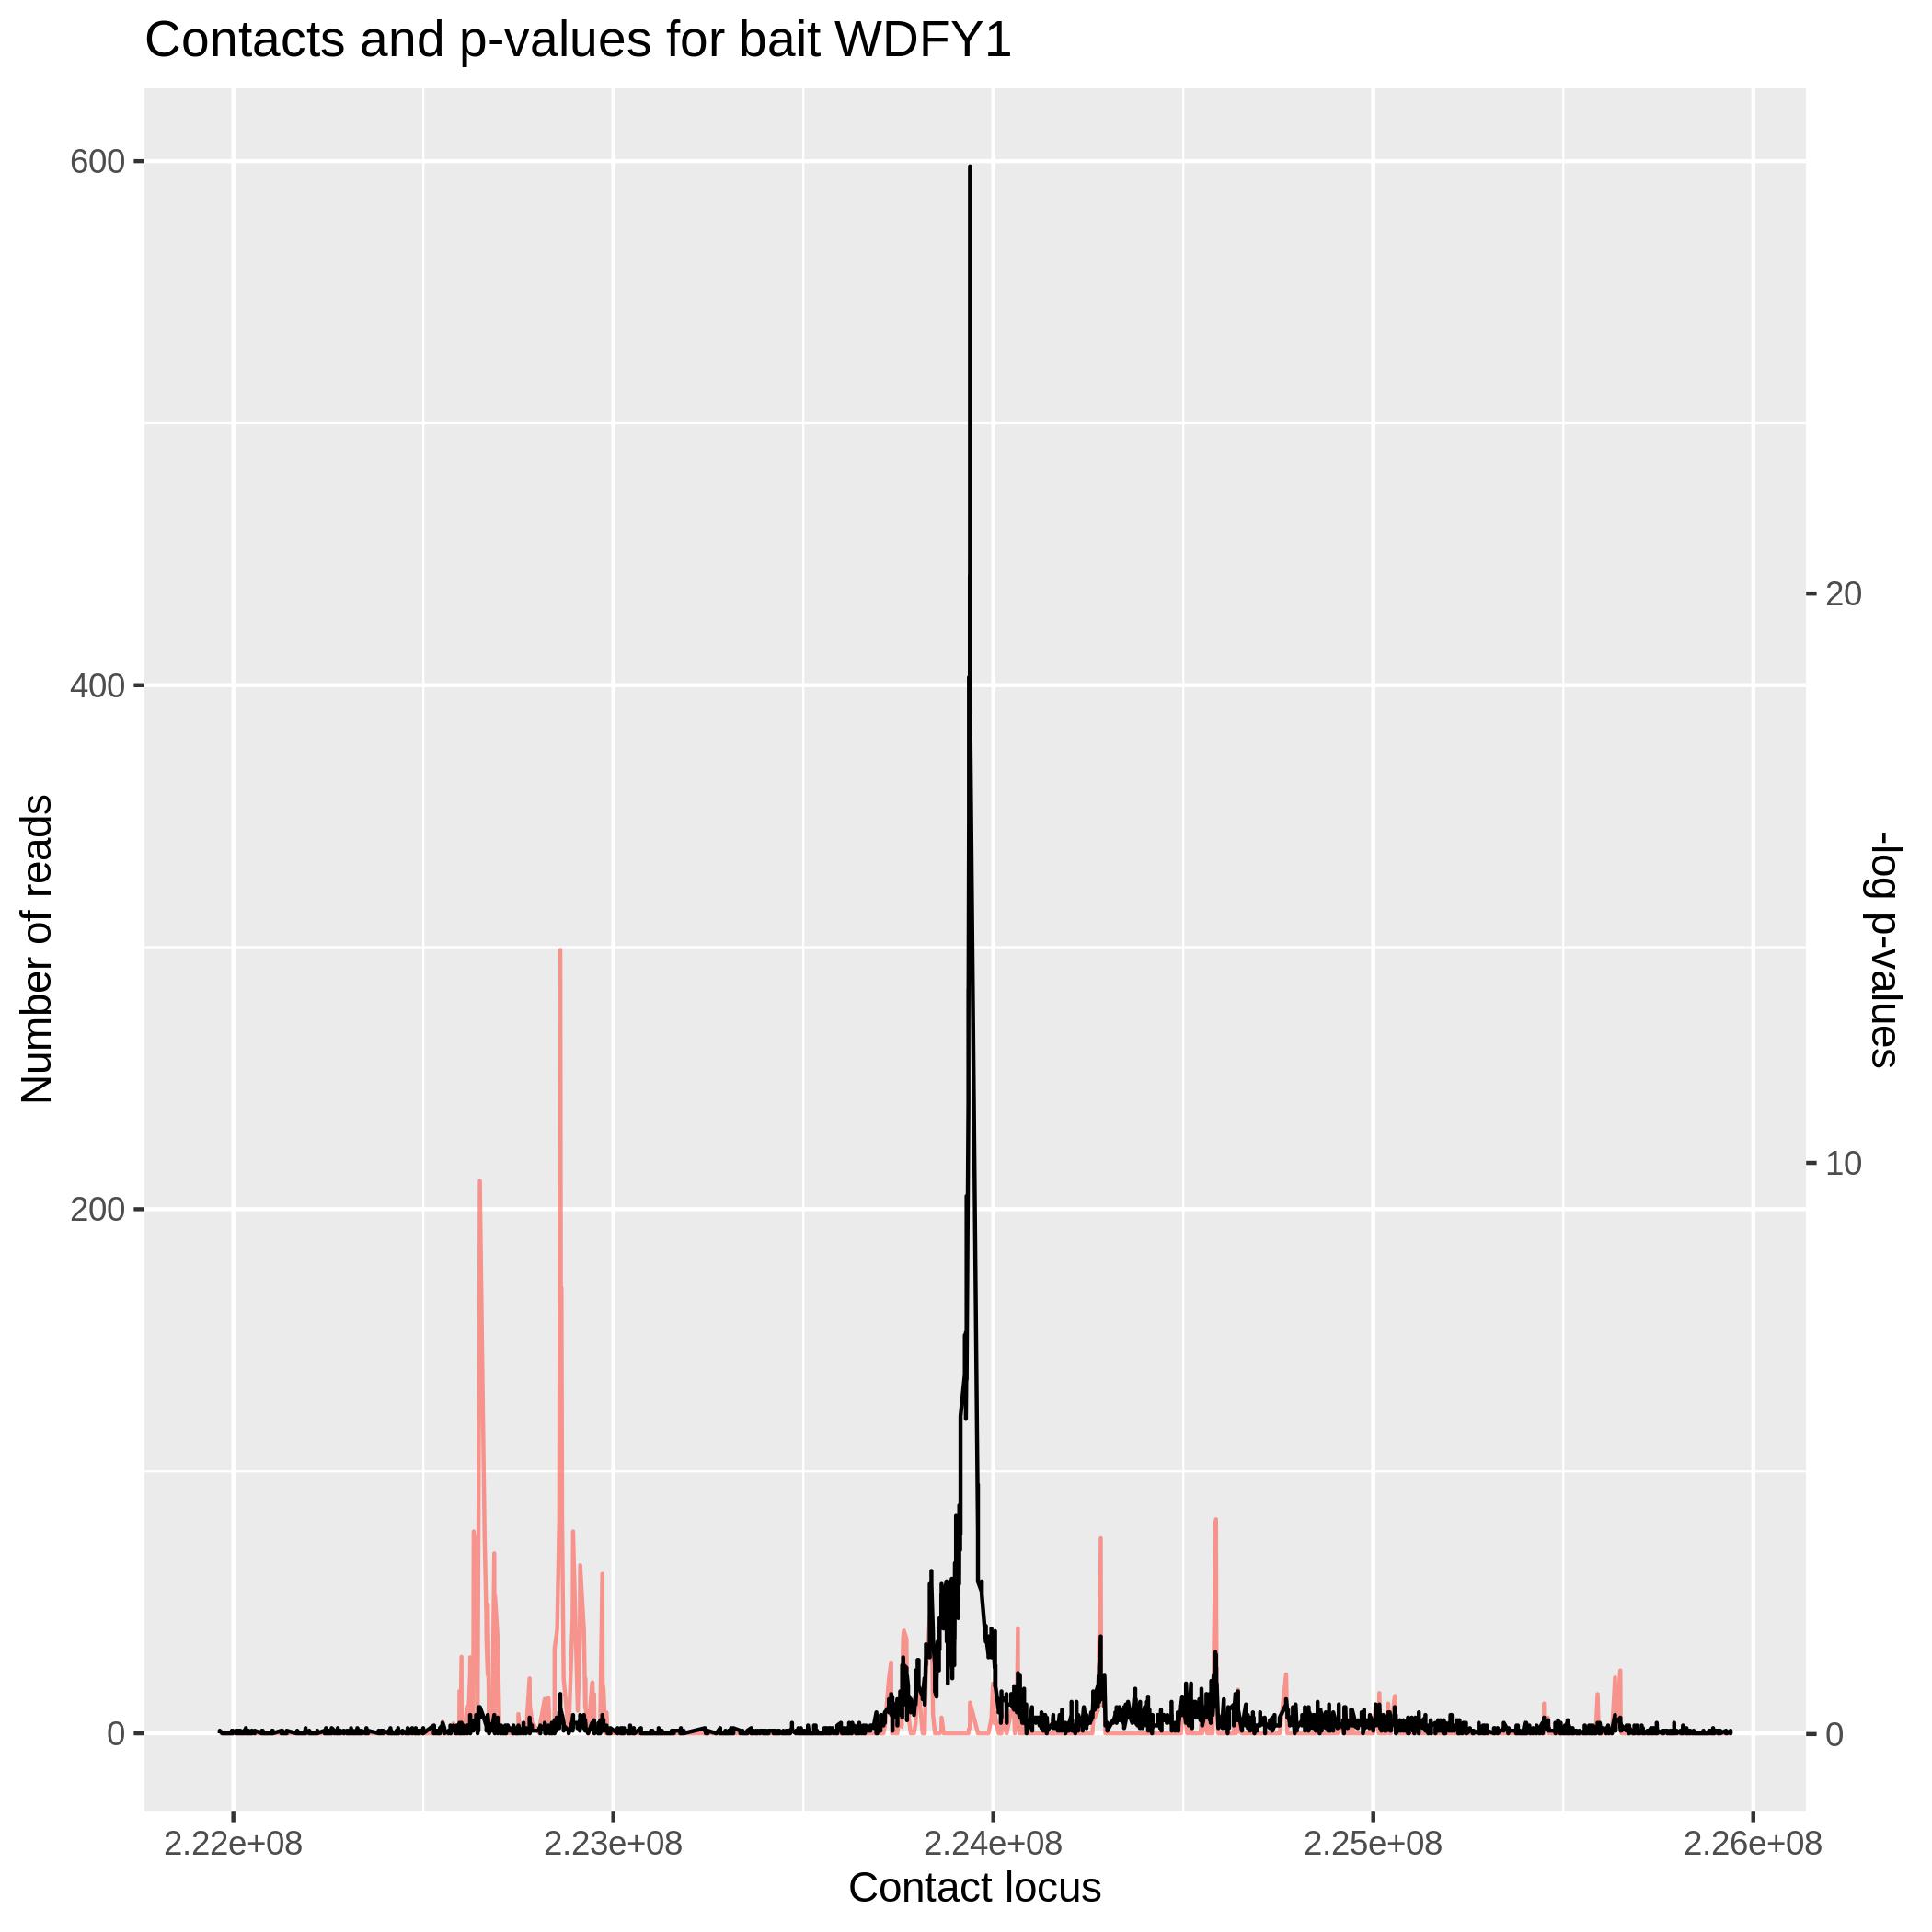 Contacts and p-values for bait WDFY1
600
400
200
0
Number of reads
20
10
0
-log p-values
2.22e+08 2.23e+08 2.24e+08 2.25e+08 2.26e+08
Contact locus